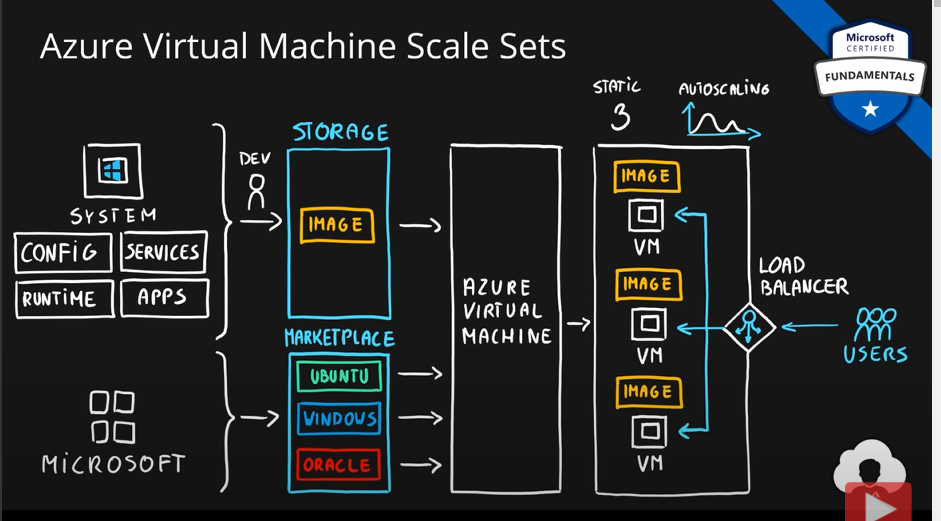 Azure Virtual Machine Scale Sets
Microsoft
CERTIFIED
FUNDAMENTALS
STATIC
3
AUTOSCALING
SYSTEM
CONFIG
SERVICES
RUNTIME
APPS
DEV
STORAGE
IMAGE
MICROSOFT
MARKETPLACE
UBUNTU
WINDOWS
ORACLE
AZURE
VIRTUAL
MACHINE
IMAGE
VM
IMAGE
VM
IMAGE
VM
LOAD
BALANCER
USERS